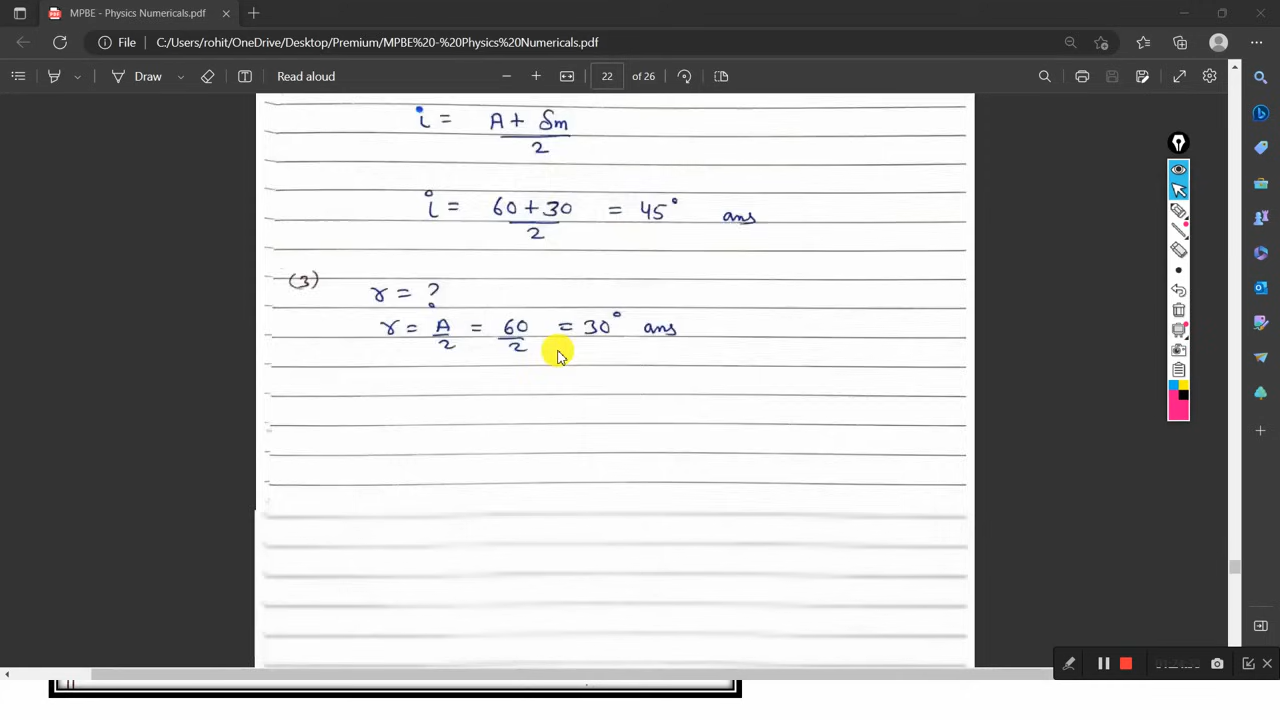 MPBE - Physics Numericals.pdf
File C:/Users/rohit/OneDrive/Desktop/Premium/MPBE%20-%20Physics%20Numericals.pdf
Draw Read aloud 22 of 26
i = A + δm / 2
i = 60 + 30 / 2 = 45° ans
(3) r = ?
r = A / 2 = 60 / 2 = 30° ans